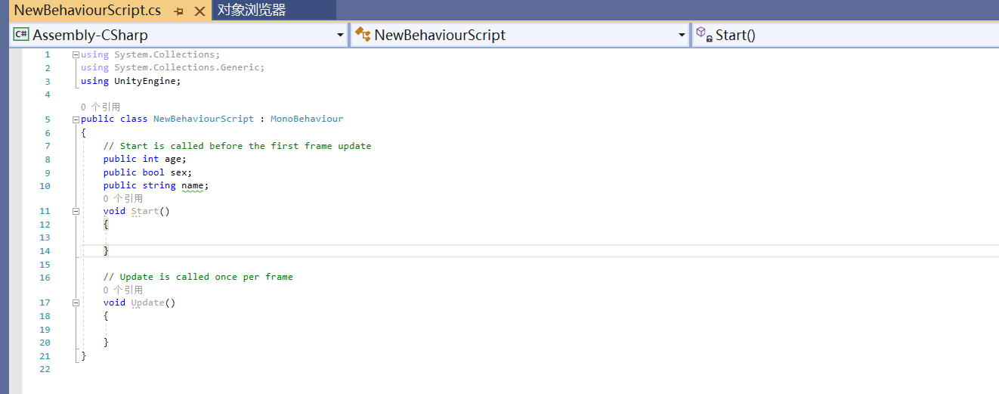 NewBehaviourScript.cs 对象浏览器
C# Assembly-CSharp NewBehaviourScript Start()
1 using System.Collections;
2 using System.Collections.Generic;
3 using UnityEngine;
4
0 个引用
5 public class NewBehaviourScript : MonoBehaviour
6 {
7 // Start is called before the first frame update
8 public int age;
9 public bool sex;
10 public string name;
0 个引用
11 void Start()
12 {
13
14 }
15
16 // Update is called once per frame
0 个引用
17 void Update()
18 {
19
20 }
21 }
22